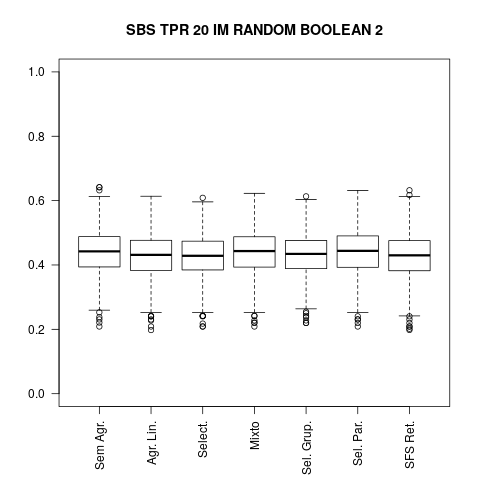 SBS TPR 20 IM RANDOM BOOLEAN 2
1.0
0.8
0.6
0.4
0.2
0.0
Sem Agr.
Agr. Lin.
Select.
Mixto
Sel. Grup.
Sel. Par.
SFS Ret.